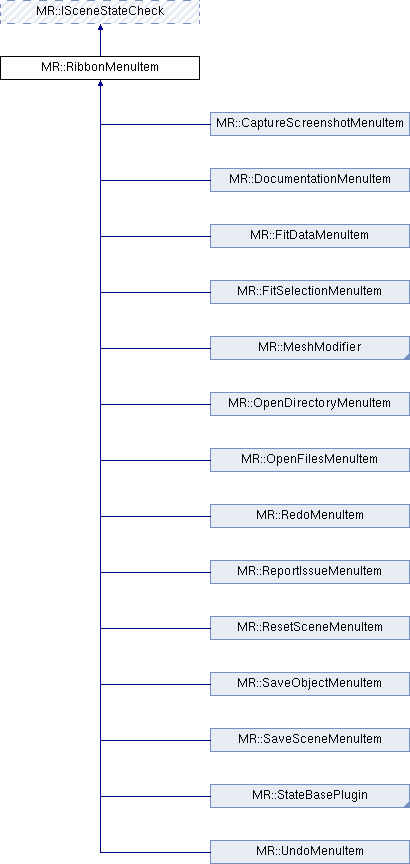 MR::ISceneStateCheck
MR::RibbonMenuItem
MR::CaptureScreenshotMenuItem
MR::DocumentationMenuItem
MR::FitDataMenuItem
MR::FitSelectionMenuItem
MR::MeshModifier
MR::OpenDirectoryMenuItem
MR::OpenFilesMenuItem
MR::RedoMenuItem
MR::ReportIssueMenuItem
MR::ResetSceneMenuItem
MR::SaveObjectMenuItem
MR::SaveSceneMenuItem
MR::StateBasePlugin
MR::UndoMenuItem